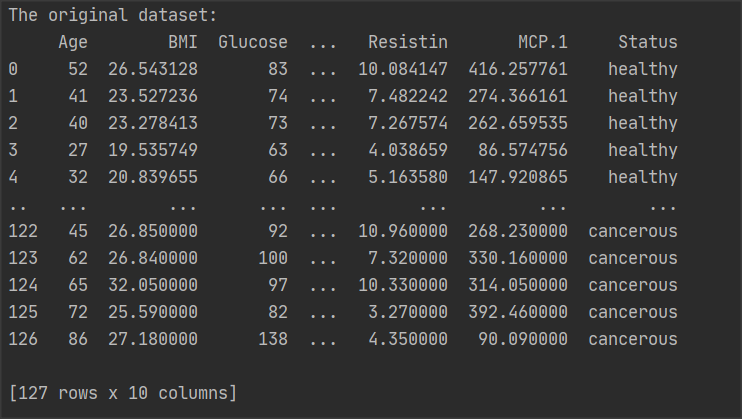 The original dataset:
     Age        BMI  Glucose  ...   Resistin       MCP.1     Status
0     52  26.543128       83  ...  10.084147  416.257761    healthy
1     41  23.527236       74  ...   7.482242  274.366161    healthy
2     40  23.278413       73  ...   7.267574  262.659535    healthy
3     27  19.535749       63  ...   4.038659   86.574756    healthy
4     32  20.839655       66  ...   5.163580  147.920865    healthy
..   ...        ...      ...  ...        ...         ...        ...
122   45  26.850000       92  ...  10.960000  268.230000  cancerous
123   62  26.840000      100  ...   7.320000  330.160000  cancerous
124   65  32.050000       97  ...  10.330000  314.050000  cancerous
125   72  25.590000       82  ...   3.270000  392.460000  cancerous
126   86  27.180000      138  ...   4.350000   90.090000  cancerous

[127 rows x 10 columns]